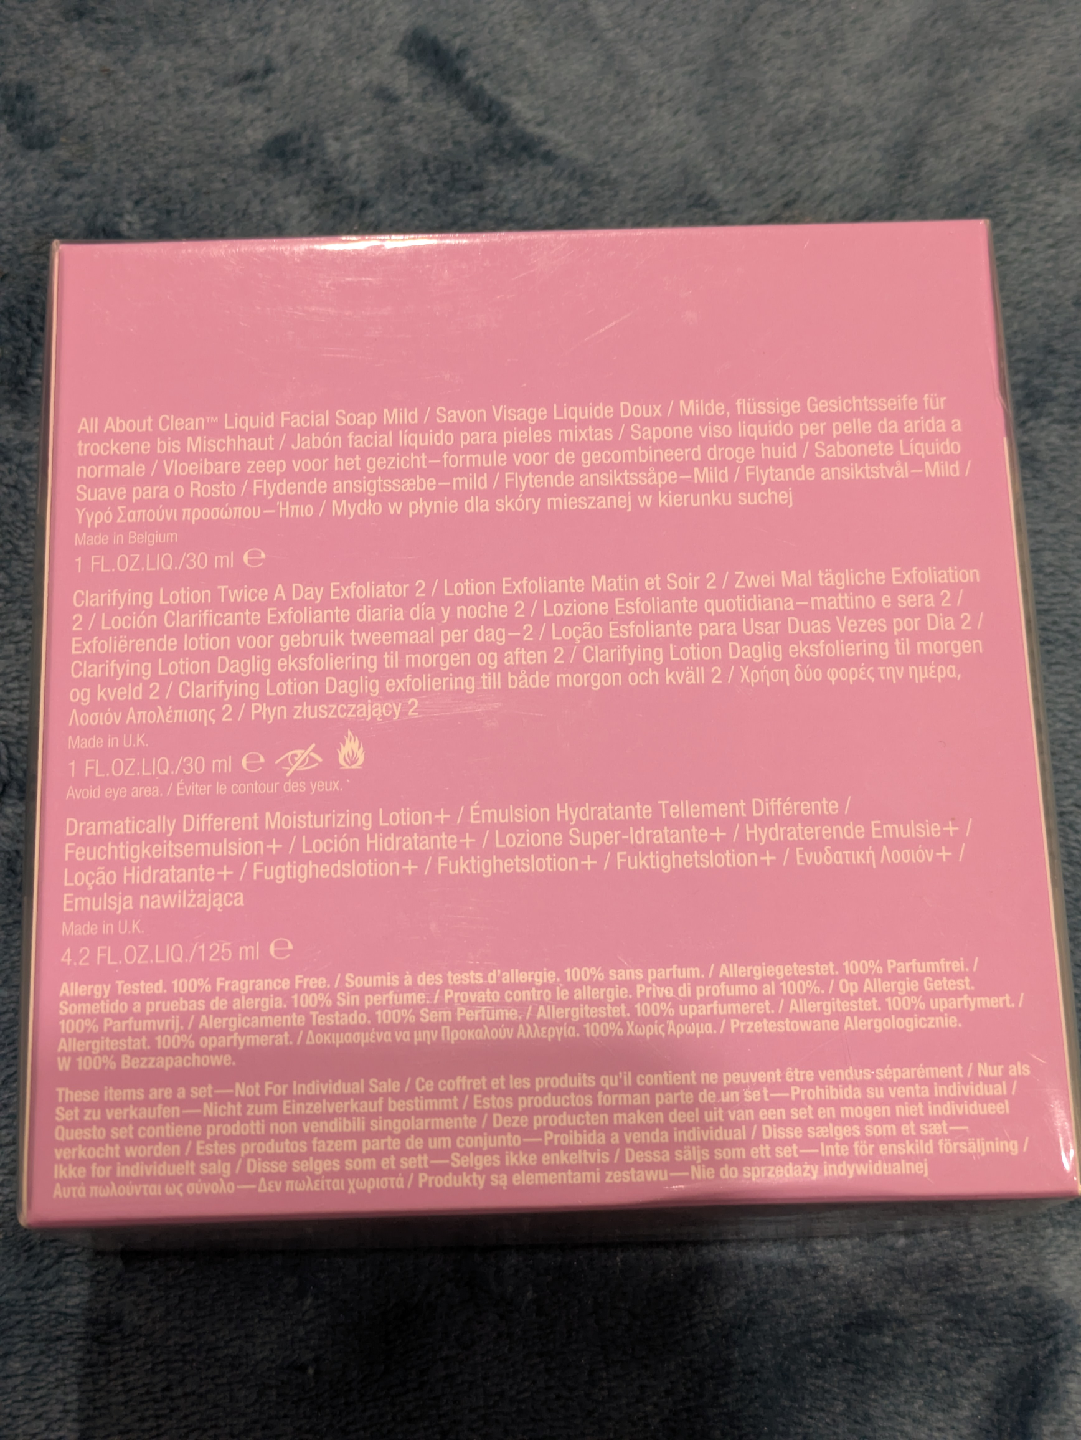 All About Clean™ Liquid Facial Soap Mild / Savon Visage Liquide Doux / Milde, flüssige Gesichtsseife für
trockene bis Mischhaut / Jabón facial líquido para pieles mixtas / Sapone viso liquido per pelle da arida a
normale / Vloeibare zeep voor het gezicht–formule voor de gecombineerd droge huid / Sabonete Líquido
Suave para o Rosto / Flydende ansigtssæbe–mild / Flytende ansiktssåpe–Mild / Flytande ansiktstvål–Mild /
Υγρό Σαπούνι προσώπου–Ήπιο / Mydło w płynie dla skóry mieszanej w kierunku suchej
Made in Belgium
1 FL.OZ.LIQ./30 ml ℮
Clarifying Lotion Twice A Day Exfoliator 2 / Lotion Exfoliante Matin et Soir 2 / Zwei Mal tägliche Exfoliation
2 / Loción Clarificante Exfoliante diaria día y noche 2 / Lozione Esfoliante quotidiana–mattino e sera 2 /
Exfoliërende lotion voor gebruik tweemaal per dag–2 / Loção Esfoliante para Usar Duas Vezes por Dia 2 /
Clarifying Lotion Daglig eksfoliering til morgen og aften 2 / Clarifying Lotion Daglig eksfoliering til morgen
og kveld 2 / Clarifying Lotion Daglig exfoliering till både morgon och kväll 2 / Χρήση δύο φορές την ημέρα,
Λοσιόν Απολέπισης 2 / Płyn złuszczający 2
Made in U.K.
1 FL.OZ.LIQ./30 ml ℮
Avoid eye area. / Éviter le contour des yeux.
Dramatically Different Moisturizing Lotion+ / Émulsion Hydratante Tellement Différente /
Feuchtigkeitsemulsion+ / Loción Hidratante+ / Lozione Super-Idratante+ / Hydraterende Emulsie+ /
Loção Hidratante+ / Fugtighedslotion+ / Fuktighetslotion+ / Fuktighetslotion+ / Ενυδατική Λοσιόν+ /
Emulsja nawilżająca
Made in U.K.
4.2 FL.OZ.LIQ./125 ml ℮
Allergy Tested. 100% Fragrance Free. / Soumis à des tests d'allergie. 100% sans parfum. / Allergiegetestet. 100% Parfumfrei. /
Sometido a pruebas de alergia. 100% Sin perfume. / Provato contro le allergie. Privo di profumo al 100%. / Op Allergie Getest.
100% Parfumvrij. / Alergicamente Testado. 100% Sem Perfume. / Allergitestet. 100% uparfumeret. / Allergitestet. 100% uparfymert. /
Allergitestat. 100% oparfymerat. / Δοκιμασμένα να μην Προκαλούν Αλλεργία. 100% Χωρίς Άρωμα. / Przetestowane Alergologicznie.
W 100% Bezzapachowe.
These items are a set—Not For Individual Sale / Ce coffret et les produits qu'il contient ne peuvent être vendus séparément / Nur als
Set zu verkaufen—Nicht zum Einzelverkauf bestimmt / Estos productos forman parte de un set—Prohibida su venta individual /
Questo set contiene prodotti non vendibili singolarmente / Deze producten maken deel uit van een set en mogen niet individueel
verkocht worden / Estes produtos fazem parte de um conjunto—Proibida a venda individual / Disse sælges som et sæt—
Ikke for individuelt salg / Disse selges som et sett—Selges ikke enkeltvis / Dessa säljs som ett set—Inte för enskild försäljning /
Αυτά πωλούνται ως σύνολο—Δεν πωλείται χωριστά / Produkty są elementami zestawu—Nie do sprzedaży indywidualnej